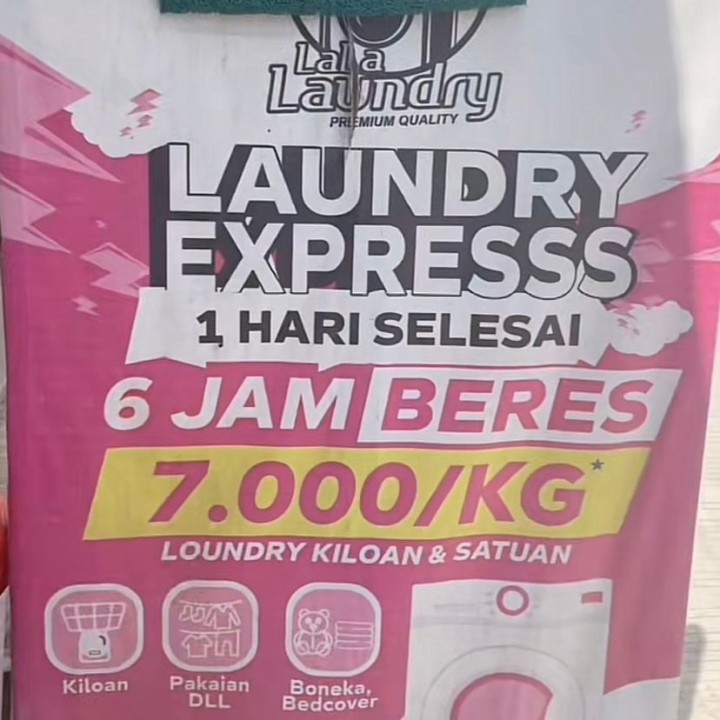 Laba
Laundry
PREMIUM QUALITY
LAUNDRY
EXPRESSS
1 HARI SELESAI
6 JAM BERES
7.000/KG*
LOUNDRY KILOAN & SATUAN
Kiloan
Pakaian
DLL
Boneka,
Bedcover